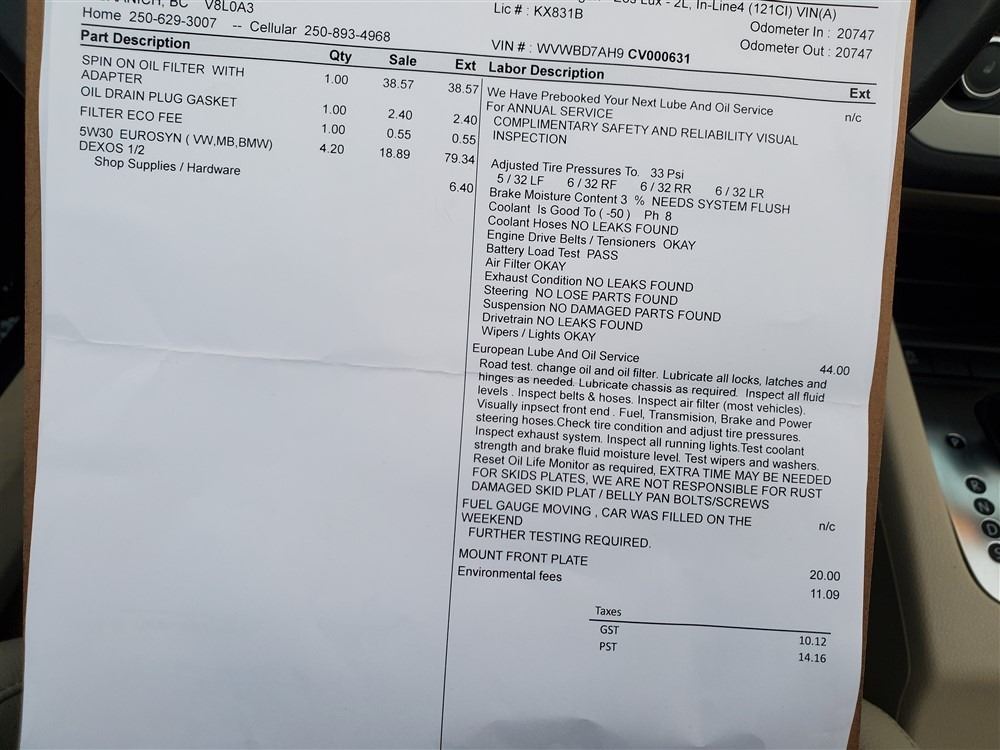 BC V8L0A3
Home 250-629-3007 -- Cellular 250-893-4968
Lux - 2L, In-Line4 (121CI) VIN(A)
Lic # : KX831B
Odometer In : 20747
Odometer Out : 20747
VIN # : WVWBD7AH9 CV000631
Part Description Qty Sale Ext
SPIN ON OIL FILTER WITH ADAPTER 1.00 38.57 38.57
OIL DRAIN PLUG GASKET 1.00 2.40 2.40
FILTER ECO FEE 1.00 0.55 0.55
5W30 EUROSYN ( VW,MB,BMW) 4.20 18.89 79.34
DEXOS 1/2
Shop Supplies / Hardware 6.40
Labor Description Ext
We Have Prebooked Your Next Lube And Oil Service n/c
For ANNUAL SERVICE
COMPLIMENTARY SAFETY AND RELIABILITY VISUAL
INSPECTION
Adjusted Tire Pressures To. 33 Psi
5 / 32 LF 6 / 32 RF 6 / 32 RR 6 / 32 LR
Brake Moisture Content 3 % NEEDS SYSTEM FLUSH
Coolant Is Good To ( -50 ) Ph 8
Coolant Hoses NO LEAKS FOUND
Engine Drive Belts / Tensioners OKAY
Battery Load Test PASS
Air Filter OKAY
Exhaust Condition NO LEAKS FOUND
Steering NO LOSE PARTS FOUND
Suspension NO DAMAGED PARTS FOUND
Drivetrain NO LEAKS FOUND
Wipers / Lights OKAY
European Lube And Oil Service 44.00
Road test. change oil and oil filter. Lubricate all locks, latches and
hinges as needed. Lubricate chassis as required. Inspect all fluid
levels . Inspect belts & hoses. Inspect air filter (most vehicles).
Visually inpsect front end . Fuel, Transmision, Brake and Power
steering hoses.Check tire condition and adjust tire pressures.
Inspect exhaust system. Inspect all running lights.Test coolant
strength and brake fluid moisture level. Test wipers and washers.
Reset Oil Life Monitor as required, EXTRA TIME MAY BE NEEDED
FOR SKIDS PLATES, WE ARE NOT RESPONSIBLE FOR RUST
DAMAGED SKID PLAT / BELLY PAN BOLTS/SCREWS
FUEL GAUGE MOVING , CAR WAS FILLED ON THE n/c
WEEKEND
FURTHER TESTING REQUIRED.
MOUNT FRONT PLATE 20.00
Environmental fees 11.09
Taxes
GST 10.12
PST 14.16
P
R
N
D